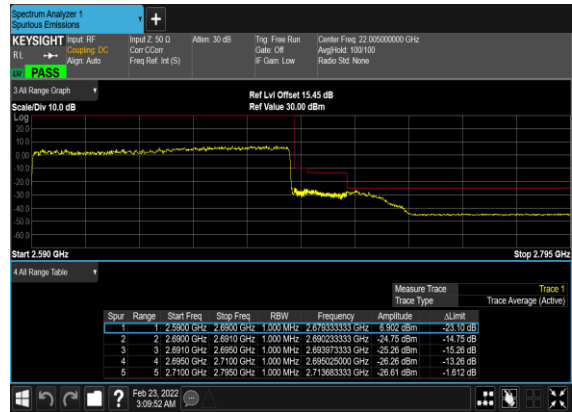 Spectrum Analyzer 1
Spurious Emissions
KEYSIGHT Input: RF Input Z: 50 Ω Atten: 30 dB Trig: Free Run Center Freq: 22.005000000 GHz
RL Coupling: DC Corr CCorr Gate: Off Avg|Hold: 100/100
Align: Auto Freq Ref: Int (S) IF Gain: Low Radio Std: None
PASS
3 All Range Graph
Ref Lvl Offset 15.45 dB
Scale/Div 10.0 dB Ref Value 30.00 dBm
Log
20.0
10.0
0.00
-10.0
-20.0
-30.0
-40.0
-50.0
-60.0
Start 2.590 GHz Stop 2.795 GHz
4 All Range Table
Measure Trace Trace 1
Trace Type Trace Average (Active)
Spur Range Start Freq Stop Freq RBW Frequency Amplitude ΔLimit
1 1 2.5900 GHz 2.6900 GHz 1.000 MHz 2.679333333 GHz 6.902 dBm -23.10 dB
2 2 2.6900 GHz 2.6910 GHz 1.000 MHz 2.690233333 GHz -24.75 dBm -14.75 dB
3 3 2.6910 GHz 2.6950 GHz 1.000 MHz 2.693973333 GHz -25.26 dBm -15.26 dB
4 4 2.6950 GHz 2.7100 GHz 1.000 MHz 2.695025000 GHz -26.26 dBm -13.26 dB
5 5 2.7100 GHz 2.7950 GHz 1.000 MHz 2.713683333 GHz -26.61 dBm -1.612 dB
Feb 23, 2022
3:09:52 AM